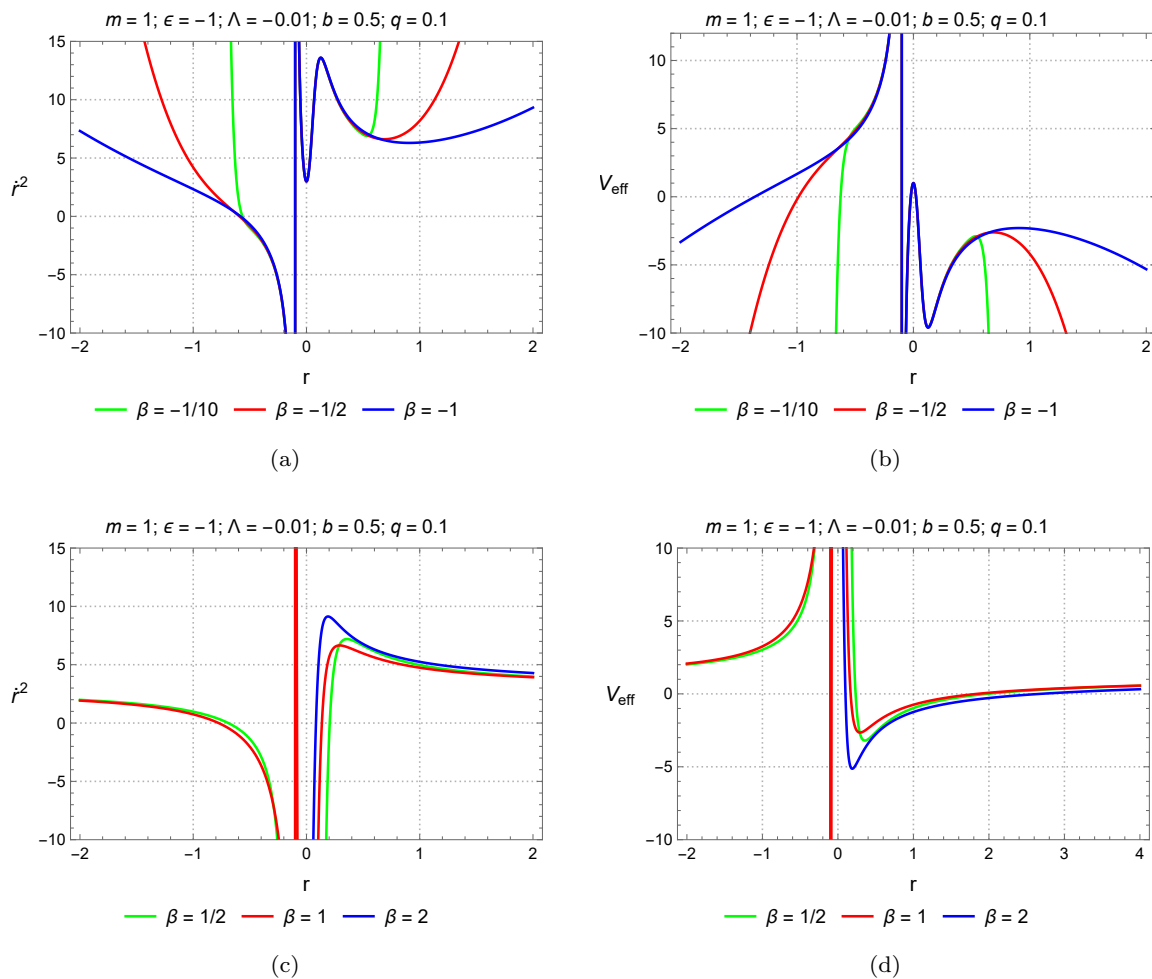 m = 1; ϵ = −1; Λ = −0.01; b = 0.5; q = 0.1
15
10
5
0
−5
−10
ṙ²
−2 −1 0 1 2
r
β = −1/10 β = −1/2 β = −1
(a)
m = 1; ϵ = −1; Λ = −0.01; b = 0.5; q = 0.1
10
5
0
−5
−10
V_eff
−2 −1 0 1 2
r
β = −1/10 β = −1/2 β = −1
(b)
m = 1; ϵ = −1; Λ = −0.01; b = 0.5; q = 0.1
15
10
5
0
−5
−10
ṙ²
−2 −1 0 1 2
r
β = 1/2 β = 1 β = 2
(c)
m = 1; ϵ = −1; Λ = −0.01; b = 0.5; q = 0.1
10
5
0
−5
−10
V_eff
−2 −1 0 1 2 3 4
r
β = 1/2 β = 1 β = 2
(d)